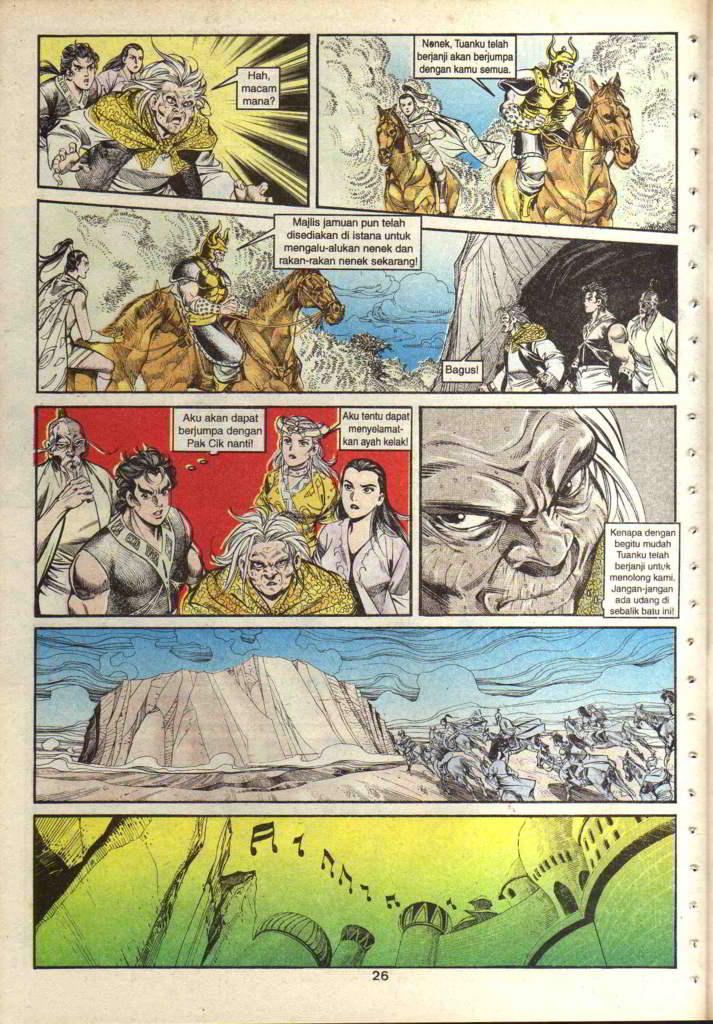 Hah,
macam
mana?
Nenek, Tuanku telah
berjanji akan berjumpa
dengan kamu semua.
Majlis jamuan pun telah
disediakan di istana untuk
mengalu-alukan nenek dan
rakan-rakan nenek sekarang!
Bagus!
Aku akan dapat
berjumpa dengan
Pak Cik nanti!
Aku tentu dapat
menyelamat-
kan ayah kelak!
Kenapa dengan
begitu mudah
Tuanku telah
berjanji untuk
menolong kami.
Jangan-jangan
ada udang di
sebalik batu ini!
26